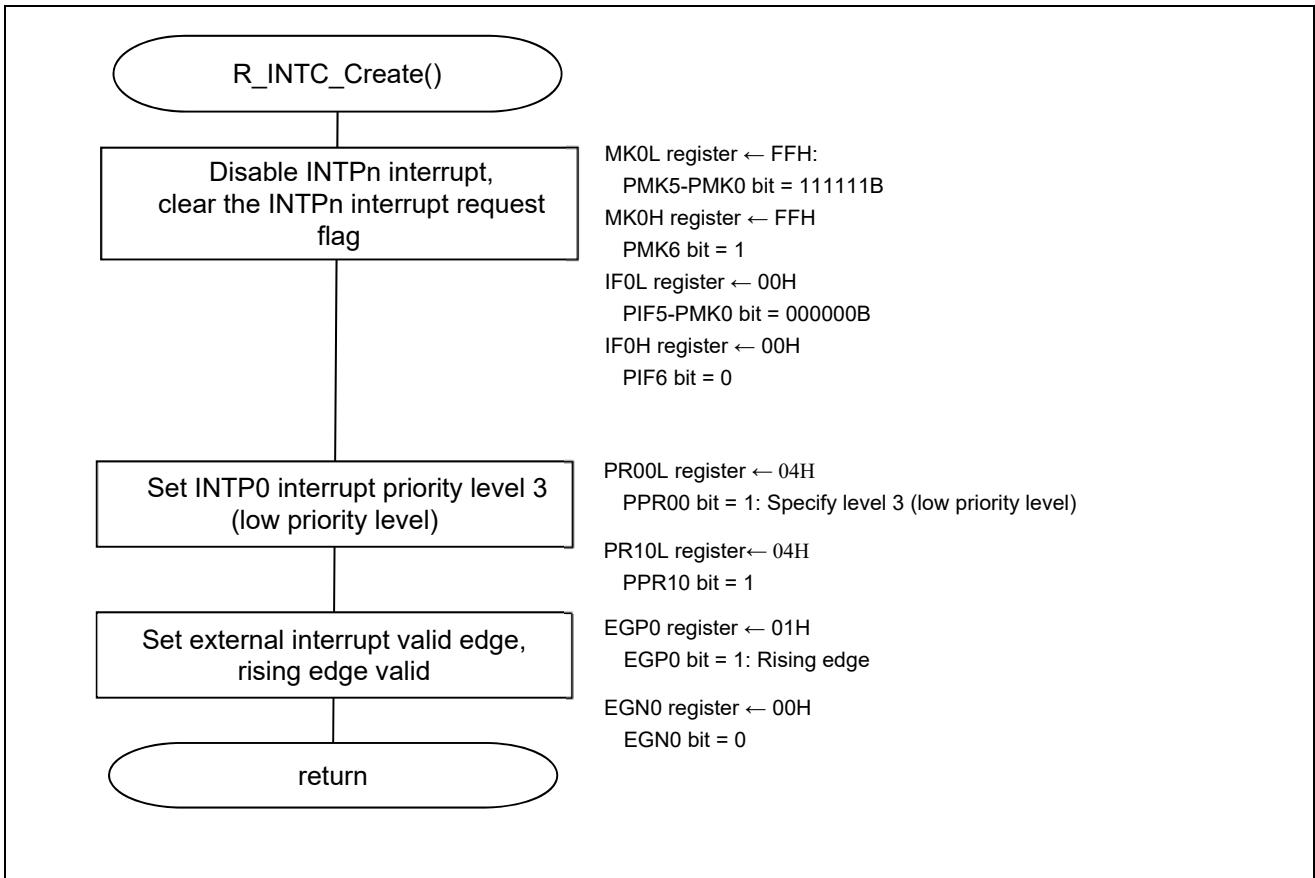 R_INTC_Create()
Disable INTPn interrupt,
clear the INTPn interrupt request
flag
MK0L register ← FFH:
PMK5-PMK0 bit = 111111B
MK0H register ← FFH
PMK6 bit = 1
IF0L register ← 00H
PIF5-PMK0 bit = 000000B
IF0H register ← 00H
PIF6 bit = 0
Set INTP0 interrupt priority level 3
(low priority level)
PR00L register ← 04H
PPR00 bit = 1: Specify level 3 (low priority level)
PR10L register← 04H
PPR10 bit = 1
Set external interrupt valid edge,
rising edge valid
EGP0 register ← 01H
EGP0 bit = 1: Rising edge
EGN0 register ← 00H
EGN0 bit = 0
return